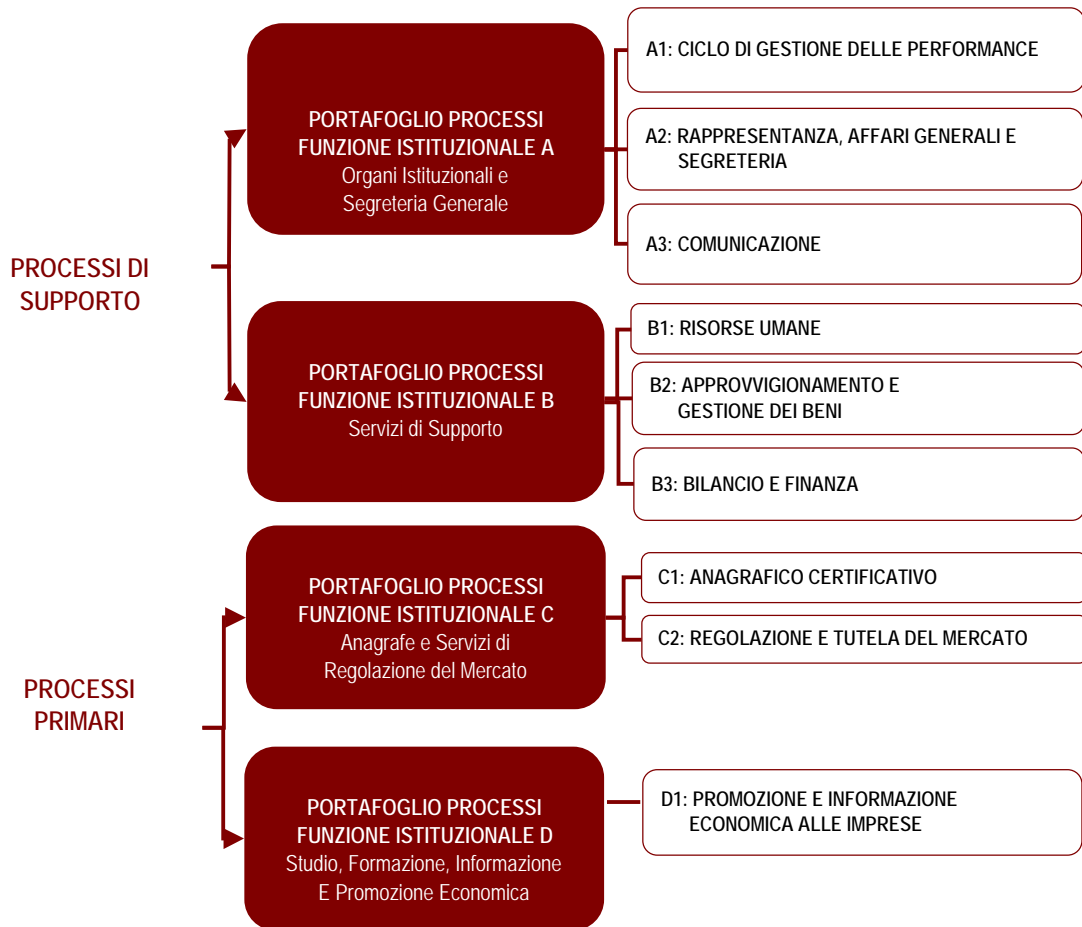 PROCESSI DI
SUPPORTO
PORTAFOGLIO PROCESSI
FUNZIONE ISTITUZIONALE A
Organi Istituzionali e
Segreteria Generale
A1: CICLO DI GESTIONE DELLE PERFORMANCE
A2: RAPPRESENTANZA, AFFARI GENERALI E
SEGRETERIA
A3: COMUNICAZIONE
PORTAFOGLIO PROCESSI
FUNZIONE ISTITUZIONALE B
Servizi di Supporto
B1: RISORSE UMANE
B2: APPROVVIGIONAMENTO E
GESTIONE DEI BENI
B3: BILANCIO E FINANZA
PROCESSI
PRIMARI
PORTAFOGLIO PROCESSI
FUNZIONE ISTITUZIONALE C
Anagrafe e Servizi di
Regolazione del Mercato
C1: ANAGRAFICO CERTIFICATIVO
C2: REGOLAZIONE E TUTELA DEL MERCATO
PORTAFOGLIO PROCESSI
FUNZIONE ISTITUZIONALE D
Studio, Formazione, Informazione
E Promozione Economica
D1: PROMOZIONE E INFORMAZIONE
ECONOMICA ALLE IMPRESE